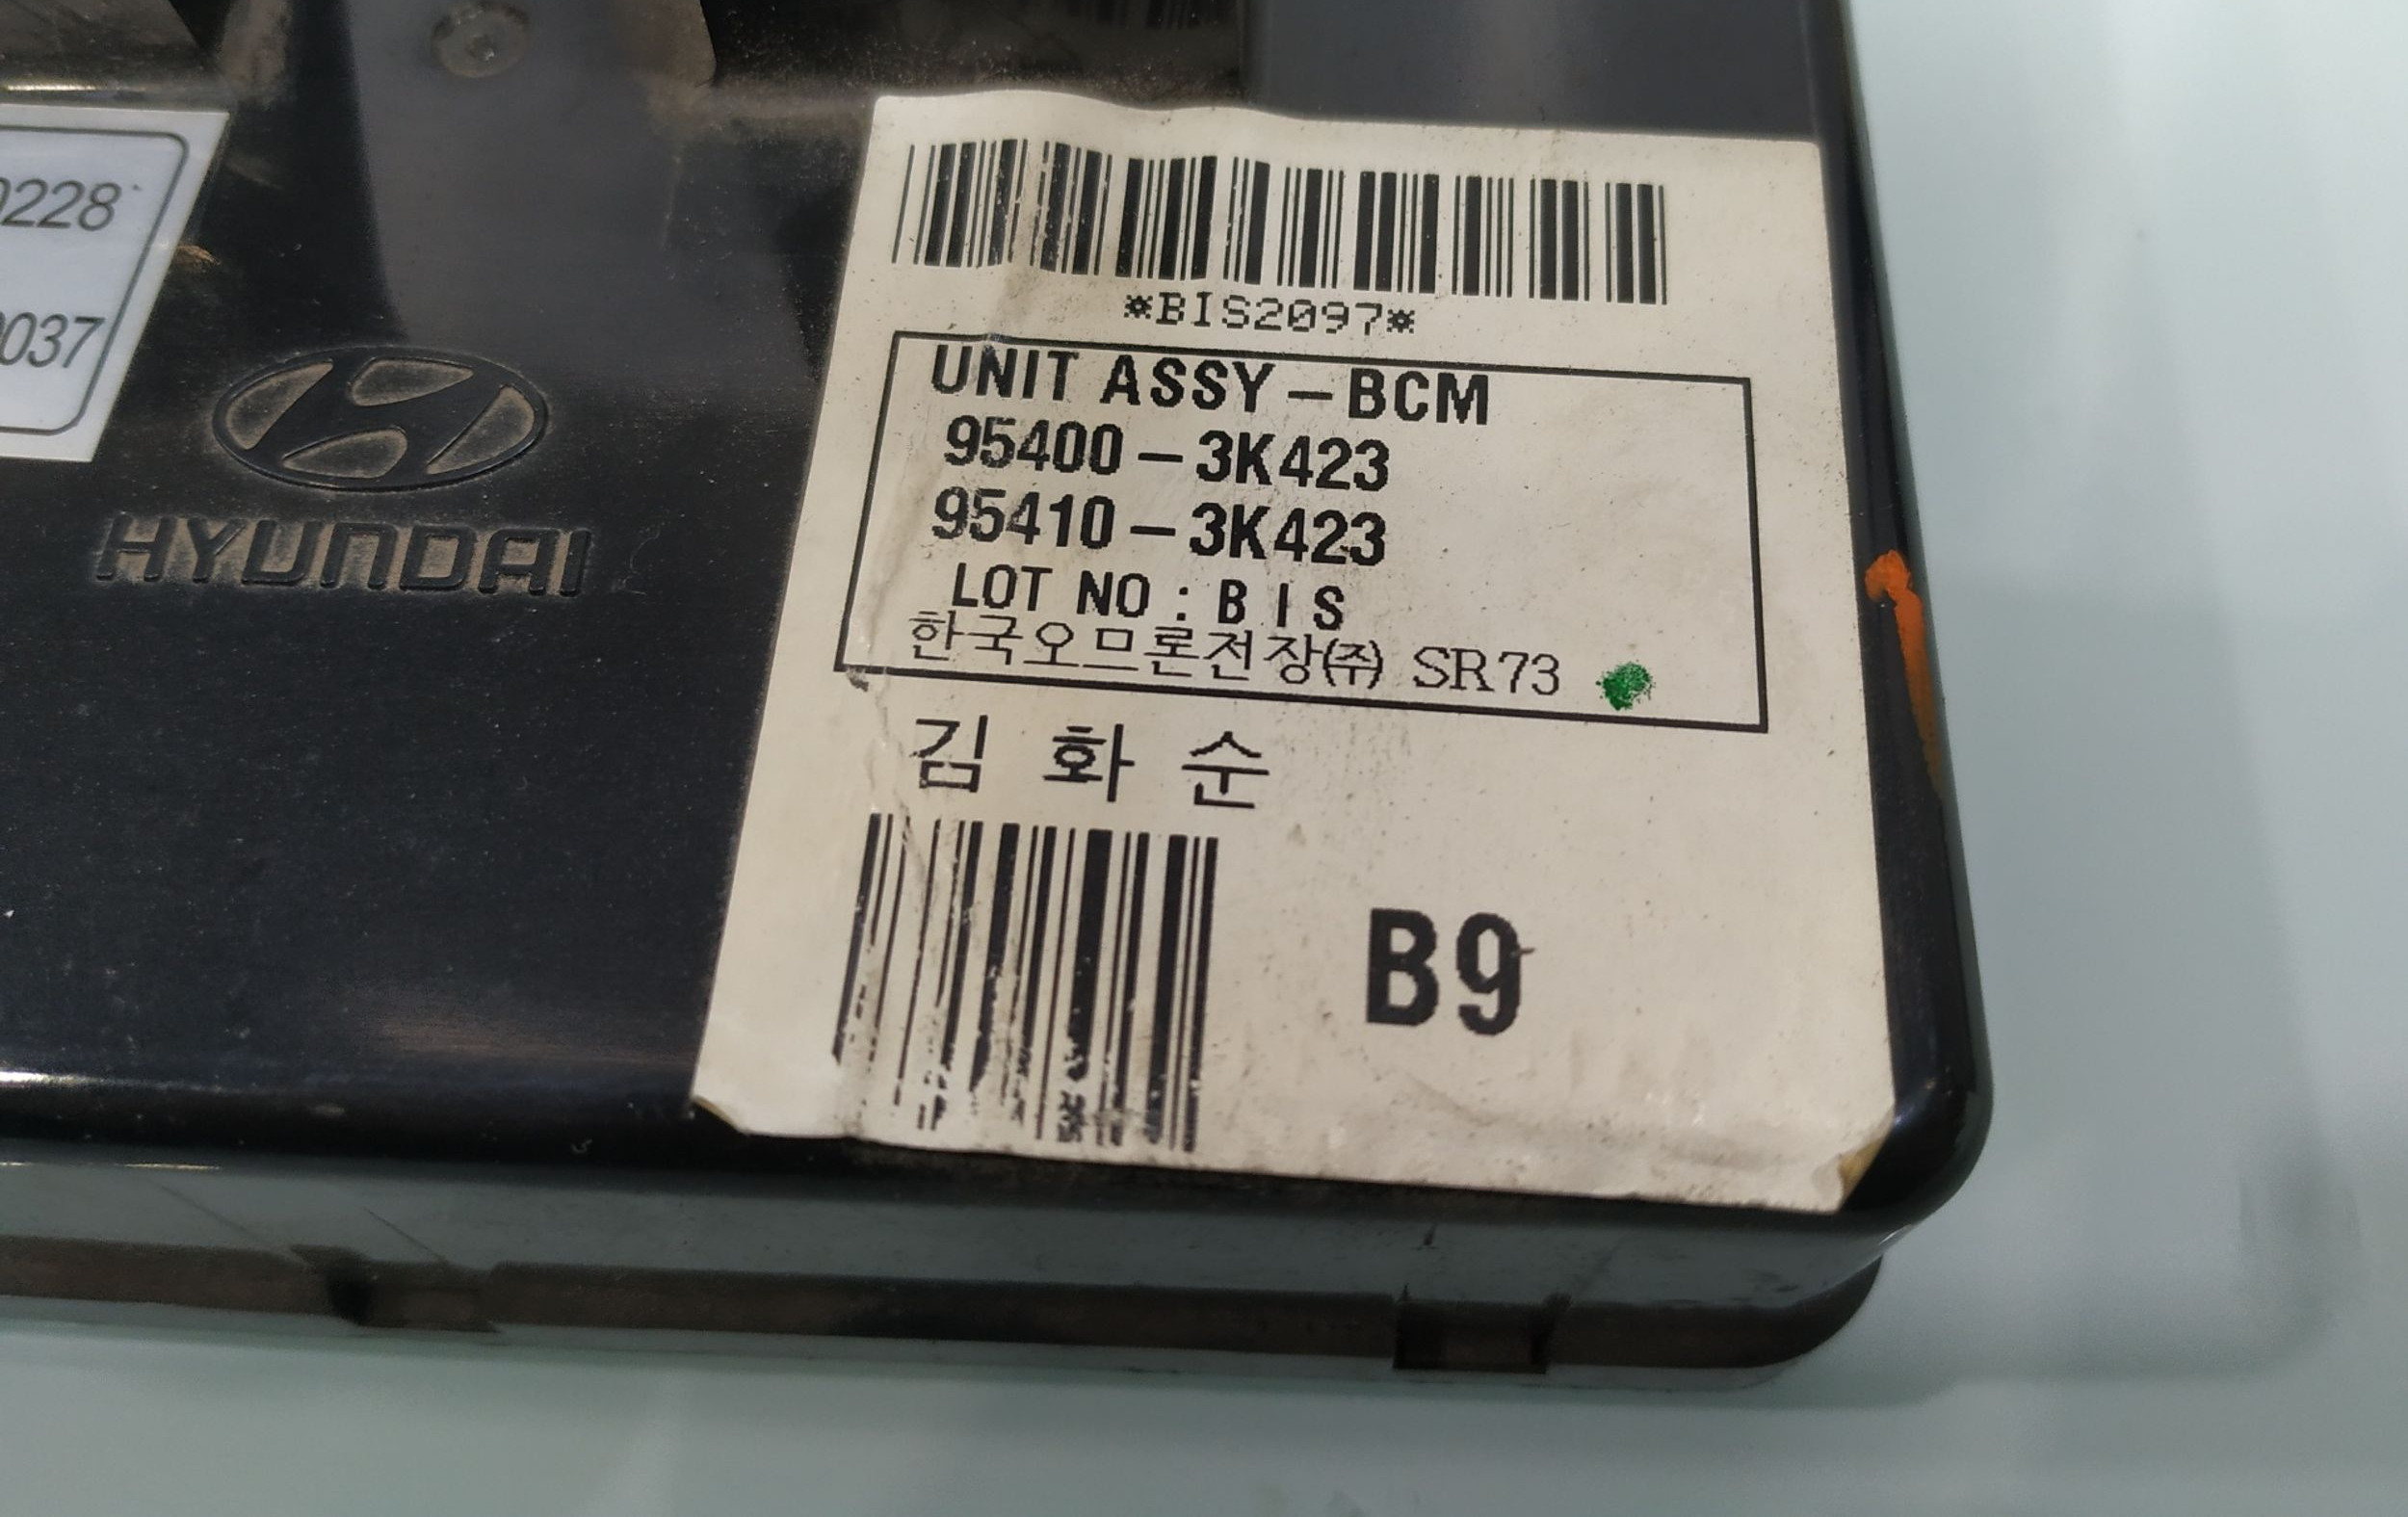 0228
0037
HYUNDAI
*BIS2097*
UNIT ASSY-BCM
95400-3K423
95410-3K423
LOT NO : BIS
한국오므론전장(주) SR73
김 화 순
B9